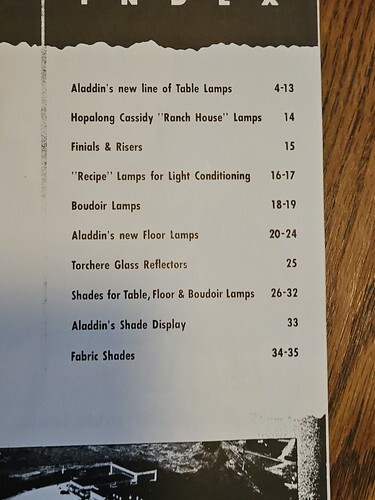 INDEX
Aladdin's new line of Table Lamps 4-13
Hopalong Cassidy "Ranch House" Lamps 14
Finials & Risers 15
"Recipe" Lamps for Light Conditioning 16-17
Boudoir Lamps 18-19
Aladdin's new Floor Lamps 20-24
Torchere Glass Reflectors 25
Shades for Table, Floor & Boudoir Lamps 26-32
Aladdin's Shade Display 33
Fabric Shades 34-35